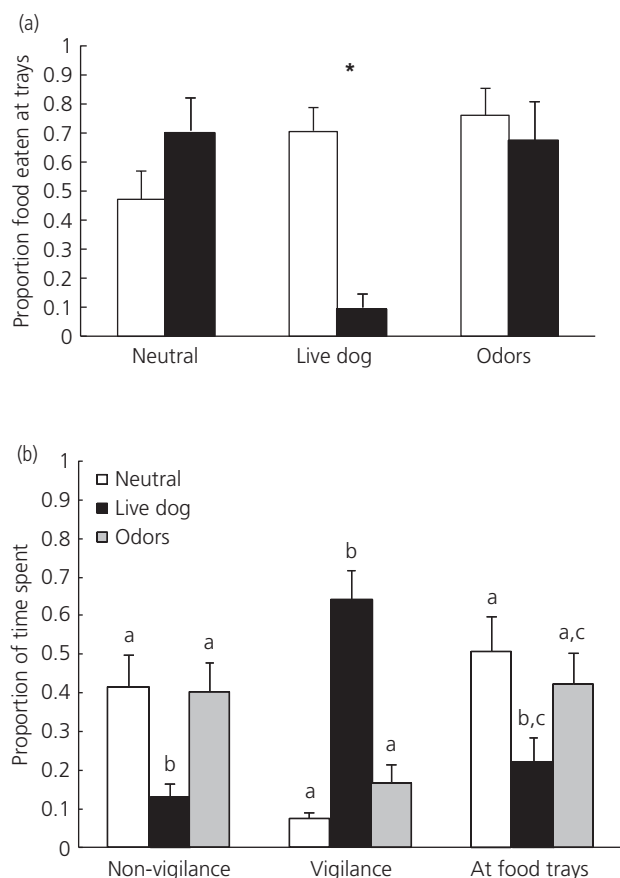 (a)
1
0.9
0.8
0.7
0.6
0.5
0.4
0.3
0.2
0.1
0
Proportion food eaten at trays
*
Neutral Live dog Odors
(b)
1
0.9
0.8
0.7
0.6
0.5
0.4
0.3
0.2
0.1
0
Proportion of time spent
Neutral
Live dog
Odors
a b a
a b a
a b,c a,c
Non-vigilance Vigilance At food trays